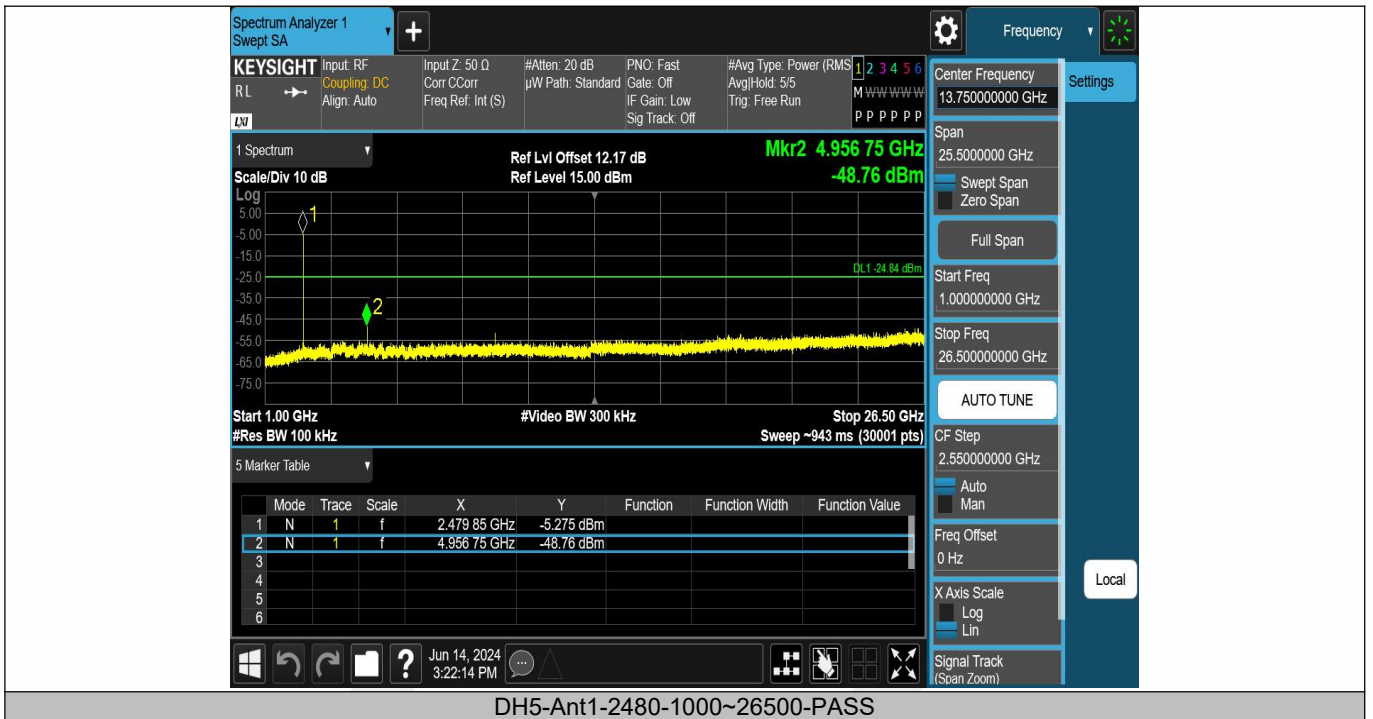 Spectrum Analyzer 1
Swept SA
+
Frequency
KEYSIGHT
RL
LXI
Input: RF
Coupling: DC
Align: Auto
Input Z: 50 Ω
Corr CCorr
Freq Ref: Int (S)
#Atten: 20 dB
µW Path: Standard
PNO: Fast
Gate: Off
IF Gain: Low
Sig Track: Off
#Avg Type: Power (RMS
Avg|Hold: 5/5
Trig: Free Run
1 2 3 4 5 6
M W W W W W
P P P P P P
1 Spectrum
Scale/Div 10 dB
Ref Lvl Offset 12.17 dB
Ref Level 15.00 dBm
Mkr2 4.956 75 GHz
-48.76 dBm
Log
5.00
-5.00
-15.0
-25.0
-35.0
-45.0
-55.0
-65.0
-75.0
1
2
DL1 -24.84 dBm
Start 1.00 GHz
#Video BW 300 kHz
Stop 26.50 GHz
#Res BW 100 kHz
Sweep ~943 ms (30001 pts)
5 Marker Table
Mode Trace Scale X Y Function Function Width Function Value
1 N 1 f 2.479 85 GHz -5.275 dBm
2 N 1 f 4.956 75 GHz -48.76 dBm
3
4
5
6
?
Jun 14, 2024
3:22:14 PM
Center Frequency
13.750000000 GHz
Settings
Span
25.5000000 GHz
Swept Span
Zero Span
Full Span
Start Freq
1.000000000 GHz
Stop Freq
26.500000000 GHz
AUTO TUNE
CF Step
2.550000000 GHz
Auto
Man
Freq Offset
0 Hz
X Axis Scale
Log
Lin
Local
Signal Track
(Span Zoom)
DH5-Ant1-2480-1000~26500-PASS